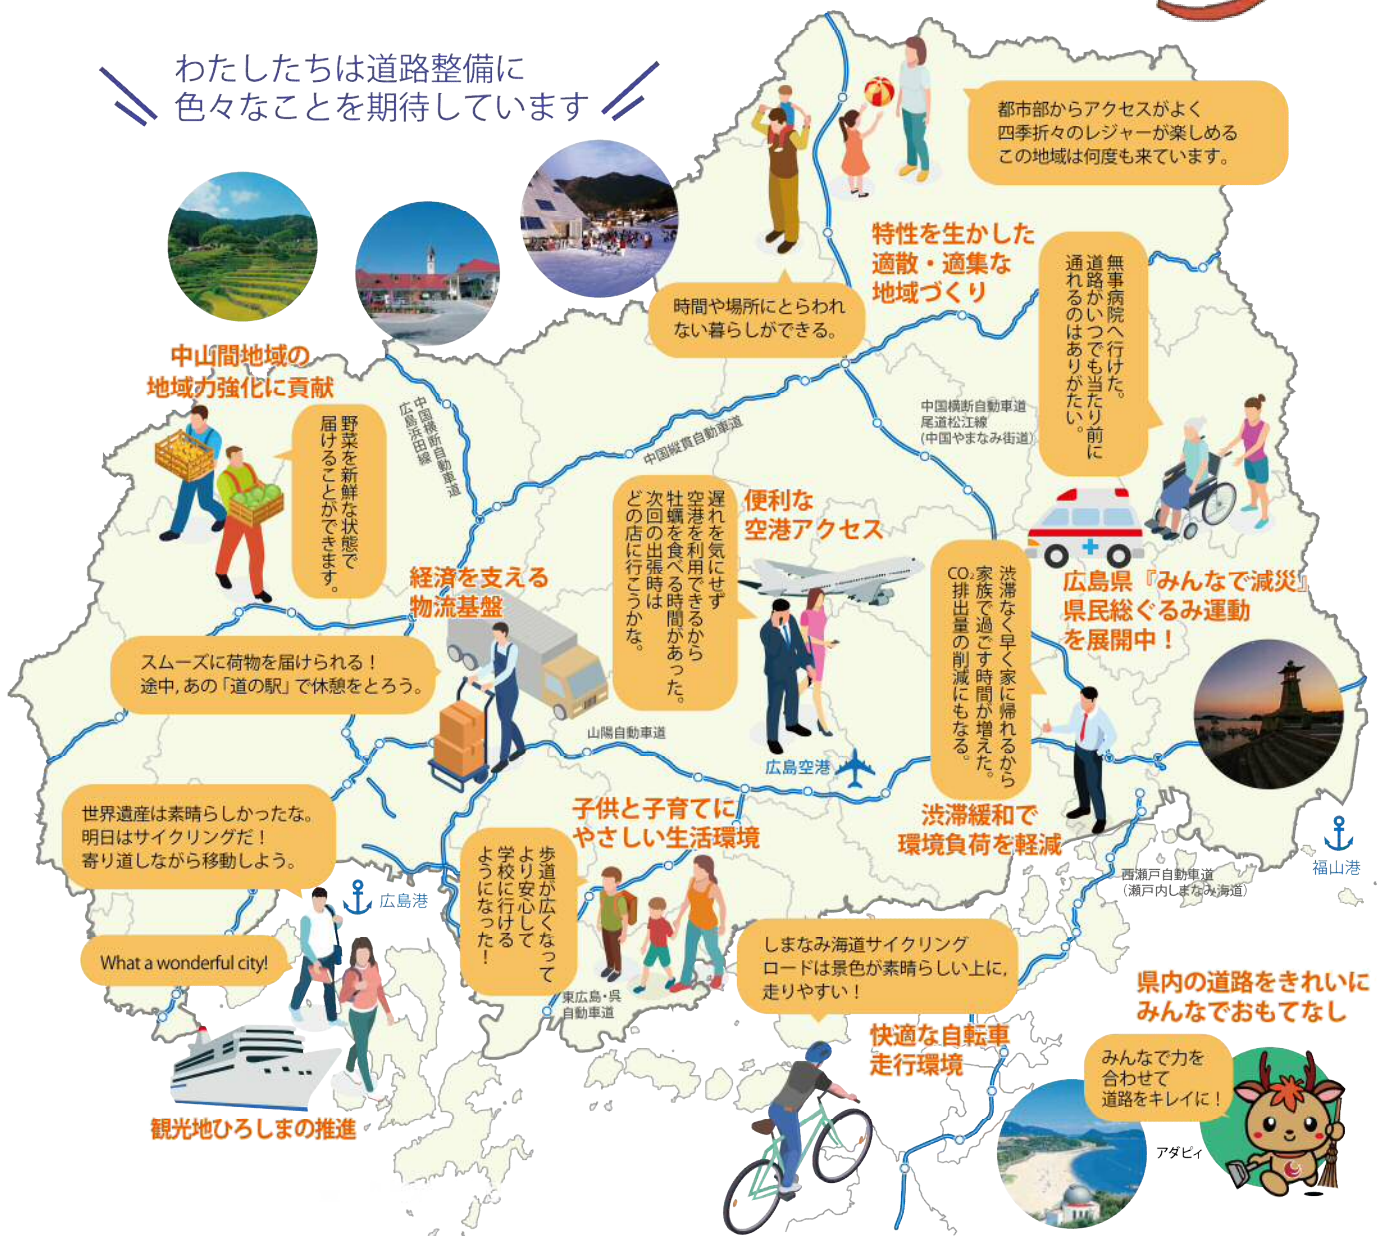 わたしたちは道路整備に
色々なことを期待しています
都市部からアクセスがよく
四季折々のレジャーが楽しめる
この地域は何度も来ています。
特性を生かした
適散・適集な
地域づくり
時間や場所にとらわれ
ない暮らしができる。
無事病院へ行けた。
道路がいつでも当たり前に
通れるのはありがたい。
中山間地域の
地域力強化に貢献
野菜を新鮮な状態で
届けることができます。
中国横断自動車道
広島浜田線
中国縦貫自動車道
中国横断自動車道
尾道松江線
(中国やまなみ街道)
便利な
空港アクセス
遅れを気にせず
空港を利用できるから
牡蠣を食べる時間があった。
次回の出張時は
どの店に行こうかな。
経済を支える
物流基盤
スムーズに荷物を届けられる！
途中,あの「道の駅」で休憩をとろう。
広島県『みんなで減災』
県民総ぐるみ運動
を展開中！
渋滞なく早く家に帰れるから
家族で過ごす時間が増えた。
CO₂排出量の削減にもなる。
渋滞緩和で
環境負荷を軽減
山陽自動車道
広島空港
世界遺産は素晴らしかったな。
明日はサイクリングだ！
寄り道しながら移動しよう。
子供と子育てに
やさしい生活環境
歩道が広くなって
より安心して
学校に行ける
ようになった！
広島港
福山港
西瀬戸自動車道
(瀬戸内しまなみ海道)
What a wonderful city!
東広島・呉
自動車道
しまなみ海道サイクリング
ロードは景色が素晴らしい上に,
走りやすい！
快適な自転車
走行環境
県内の道路をきれいに
みんなでおもてなし
みんなで力を
合わせて
道路をキレイに！
アダピィ
観光地ひろしまの推進